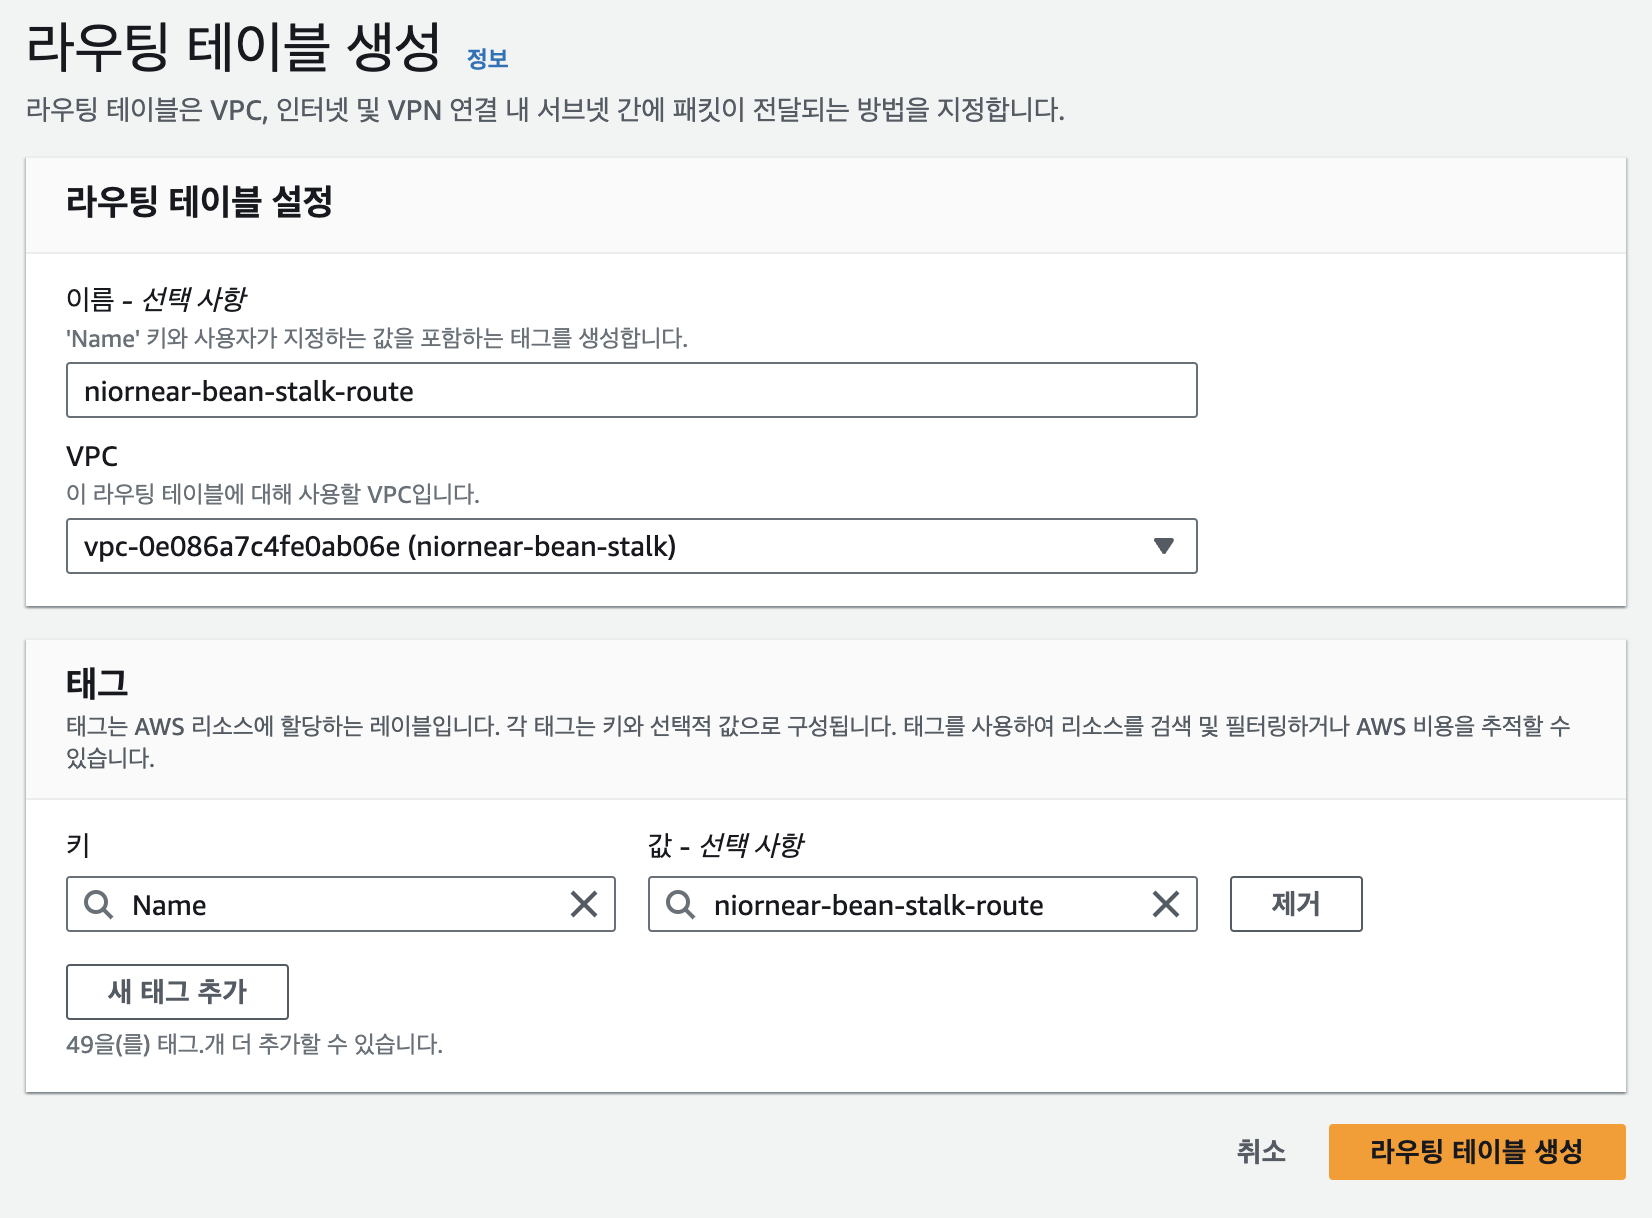 라우팅 테이블 생성 정보
라우팅 테이블은 VPC, 인터넷 및 VPN 연결 내 서브넷 간에 패킷이 전달되는 방법을 지정합니다.
라우팅 테이블 설정
이름 - 선택 사항
'Name' 키와 사용자가 지정하는 값을 포함하는 태그를 생성합니다.
niornear-bean-stalk-route
VPC
이 라우팅 테이블에 대해 사용할 VPC입니다.
vpc-0e086a7c4fe0ab06e (niornear-bean-stalk)
태그
태그는 AWS 리소스에 할당하는 레이블입니다. 각 태그는 키와 선택적 값으로 구성됩니다. 태그를 사용하여 리소스를 검색 및 필터링하거나 AWS 비용을 추적할 수
있습니다.
키 값 - 선택 사항
Name niornear-bean-stalk-route 제거
새 태그 추가
49을(를) 태그.개 더 추가할 수 있습니다.
취소 라우팅 테이블 생성